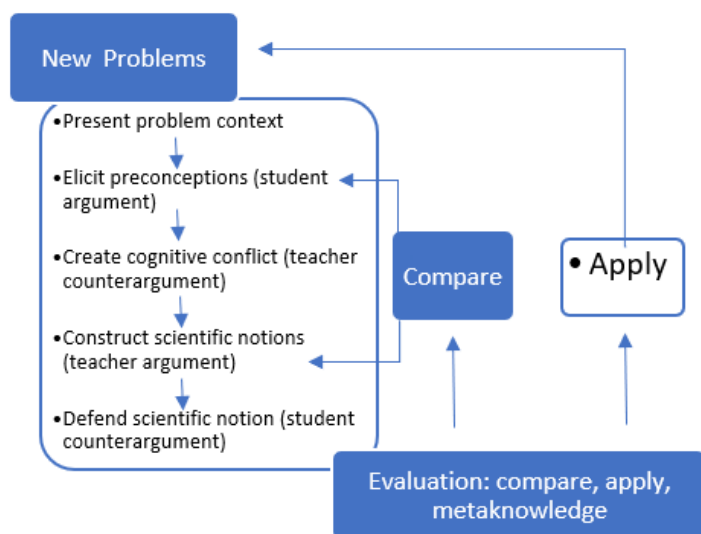 New  Problems
•Present problem context
•Elicit preconceptions (student
argument)
•Create cognitive conflict (teacher
counterargument)
•Construct scientific notions
(teacher argument)
•Defend scientific notion (student
counterargument)
Compare
• Apply
Evaluation: compare, apply,
metaknowledge